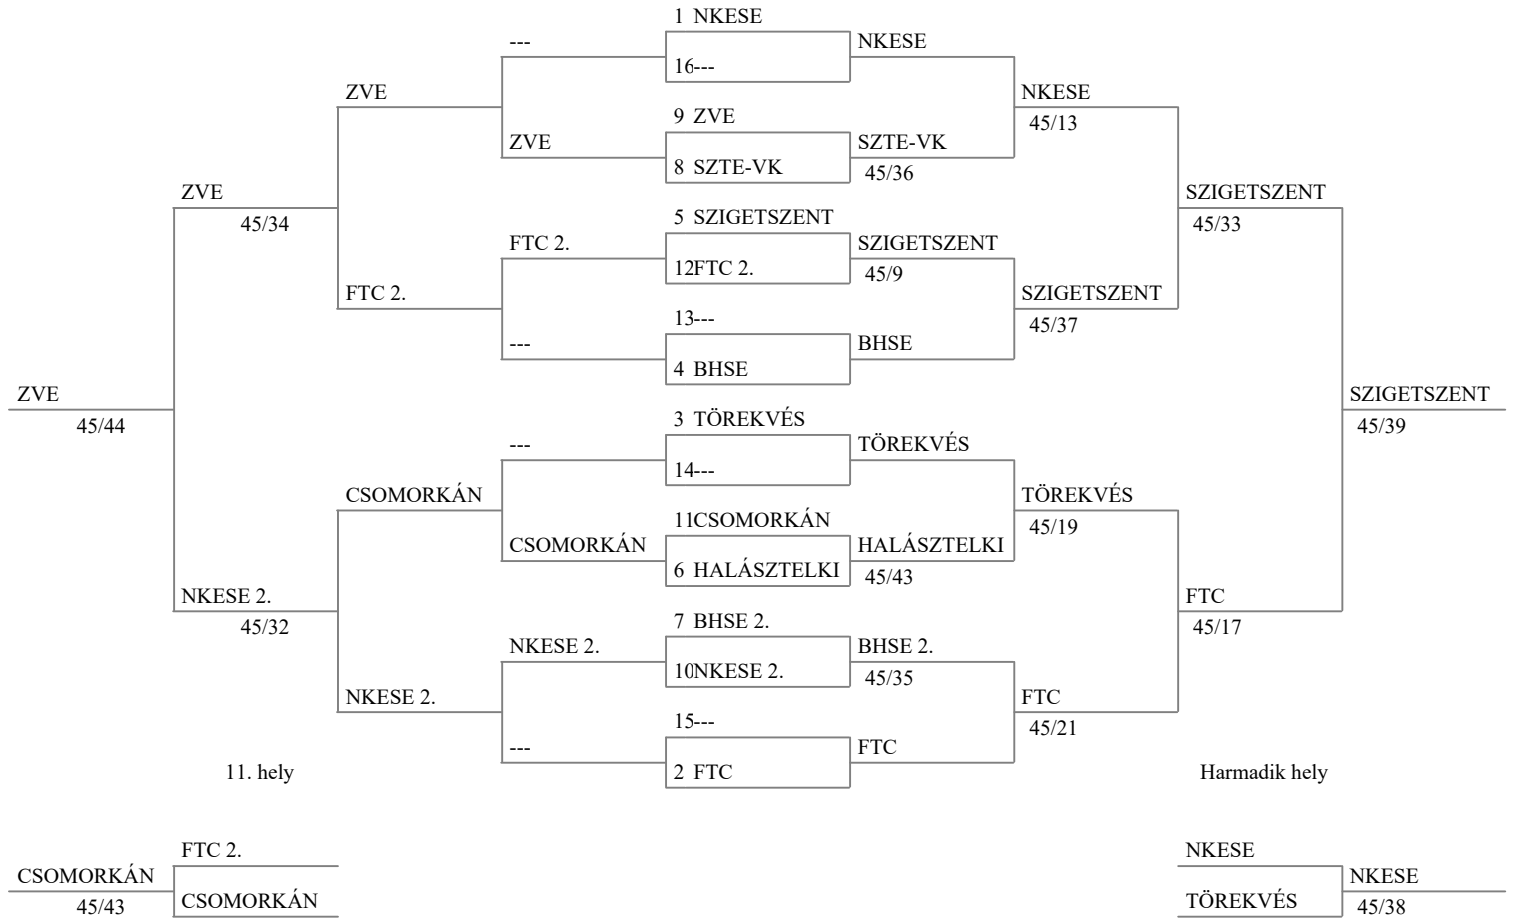 1 NKESE
--- NKESE
16---
ZVE NKESE
45/13
9 ZVE
ZVE SZTE-VK
8 SZTE-VK 45/36
ZVE SZIGETSZENT
45/34 45/33
5 SZIGETSZENT
FTC 2. SZIGETSZENT
12FTC 2. 45/9
FTC 2. SZIGETSZENT
13--- 45/37
--- BHSE
4 BHSE
ZVE SZIGETSZENT
45/44 45/39
3 TÖREKVÉS
--- TÖREKVÉS
14---
CSOMORKÁN TÖREKVÉS
11CSOMORKÁN 45/19
CSOMORKÁN HALÁSZTELKI
6 HALÁSZTELKI 45/43
NKESE 2. FTC
45/32 7 BHSE 2. 45/17
NKESE 2. BHSE 2.
10NKESE 2. 45/35
NKESE 2. FTC
15--- 45/21
--- FTC
11. hely 2 FTC Harmadik hely
FTC 2. NKESE
CSOMORKÁN NKESE
45/43 CSOMORKÁN TÖREKVÉS 45/38